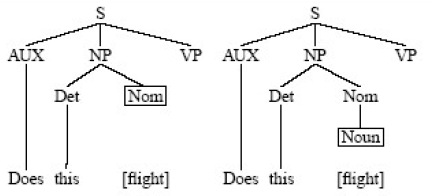 S S
AUX NP VP AUX NP VP
Det Nom Det Nom
Noun
Does this [flight] Does this [flight]